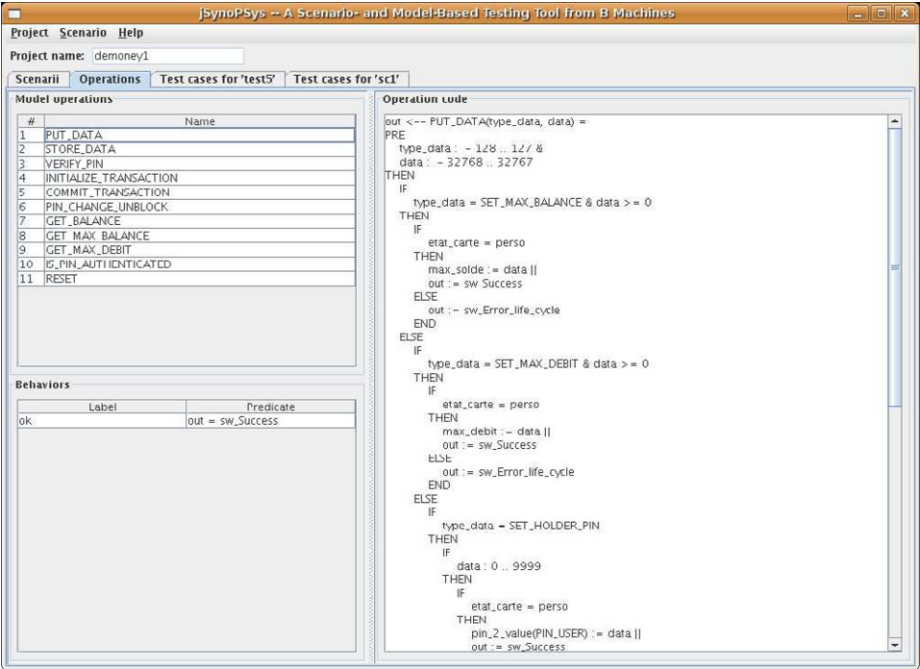 jSynoPSys -- A Scenario- and Model-Based Testing Tool from B Machines
Project Scenario Help
Project name: demoney1
Scenarii Operations Test cases for 'test5' Test cases for 'sc1'
Model operations
# Name
1 PUT_DATA
2 STORE_DATA
3 VERIFY_PIN
4 INITIALIZE_TRANSACTION
5 COMMIT_TRANSACTION
6 PIN_CHANGE_UNBLOCK
7 GET_BALANCE
8 GET_MAX_BALANCE
9 GET_MAX_DEBIT
10 IS_PIN_AUTHENTICATED
11 RESET
Behaviors
Label Predicate
ok out = sw_Success
Operation code
out <-- PUT_DATA(type_data, data) =
PRE
type_data : - 128 .. 127 &
data : - 32768 .. 32767
THEN
IF
type_data = SET_MAX_BALANCE & data >= 0
THEN
IF
etat_carte = perso
THEN
max_solde := data ||
out := sw_Success
ELSE
out := sw_Error_life_cycle
END
ELSE
IF
type_data = SET_MAX_DEBIT & data >= 0
THEN
IF
etat_carte = perso
THEN
max_debit := data ||
out := sw_Success
ELSE
out := sw_Error_life_cycle
END
ELSE
IF
type_data = SET_HOLDER_PIN
THEN
IF
data : 0 .. 9999
THEN
IF
etat_carte = perso
THEN
pin_2_value(PIN_USER) := data ||
out := sw_Success